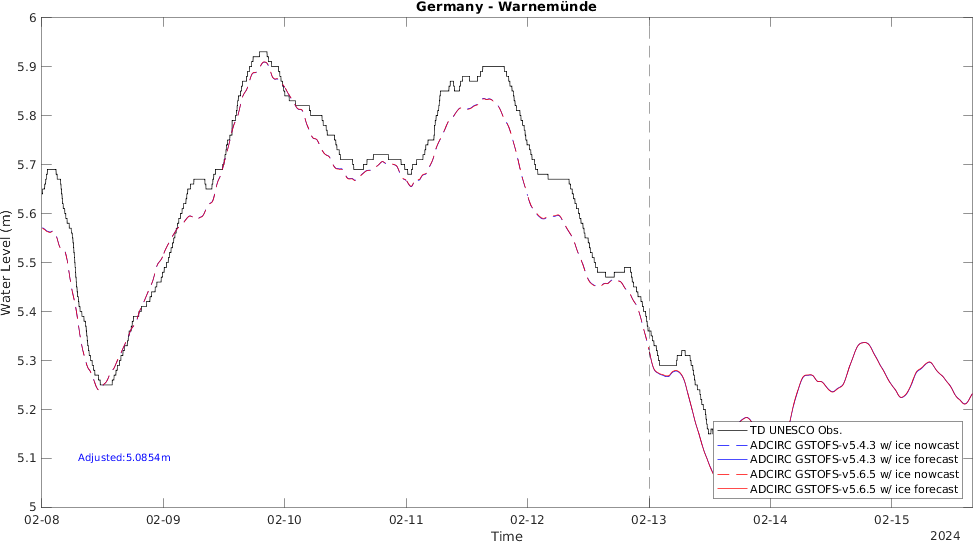 Germany - Warnemünde
Water Level (m)
6
5.9
5.8
5.7
5.6
5.5
5.4
5.3
5.2
5.1
5
Adjusted:5.0854m
TD UNESCO Obs.
ADCIRC GSTOFS-v5.4.3 w/ ice nowcast
ADCIRC GSTOFS-v5.4.3 w/ ice forecast
ADCIRC GSTOFS-v5.6.5 w/ ice nowcast
ADCIRC GSTOFS-v5.6.5 w/ ice forecast
02-08 02-09 02-10 02-11 02-12 02-13 02-14 02-15
Time
2024